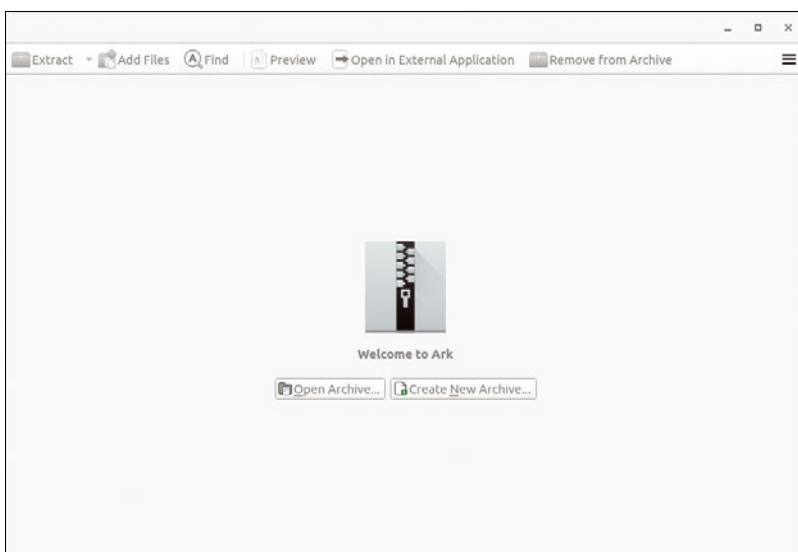 Extract Add Files Find Preview Open in External Application Remove from Archive
Welcome to Ark
Open Archive... Create New Archive...